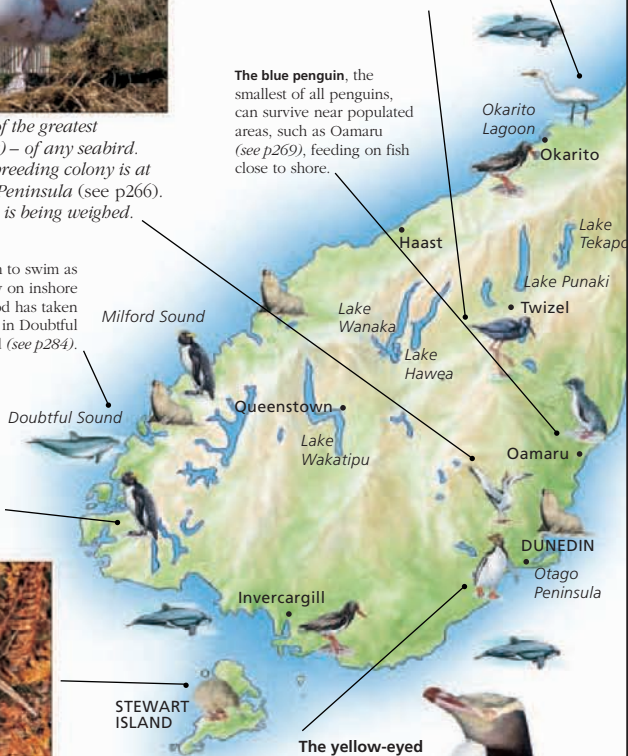 The blue penguin, the
smallest of all penguins,
can survive near populated
areas, such as Oamaru
(see p269), feeding on fish
close to shore.
of the greatest
) – of any seabird.
breeding colony is at
Peninsula (see p266).
is being weighed.
to swim as
on inshore
has taken
in Doubtful
(see p284).
Okarito
Lagoon
Okarito
Haast
Lake
Lake Punaki
Twizel
Lake
Wanaka
Lake
Hawea
Milford Sound
Doubtful Sound
Queenstown
Lake
Wakatipu
Oamaru
DUNEDIN
Otago
Peninsula
Invercargill
STEWART
ISLAND
The yellow-eyed